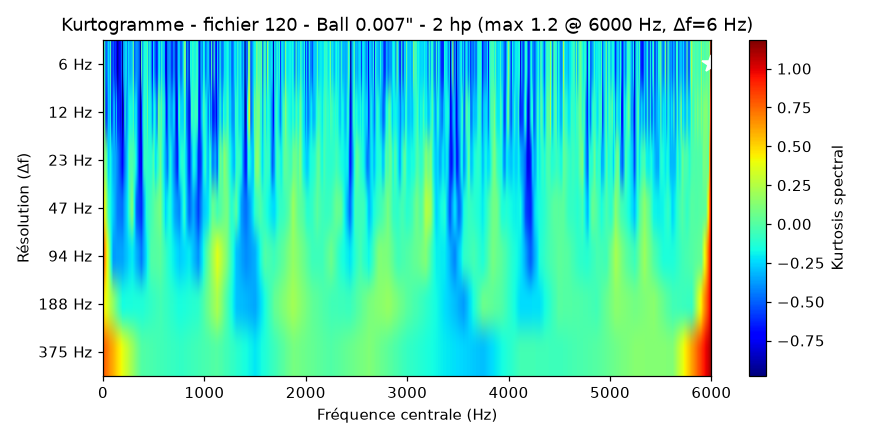 Kurtogramme - fichier 120 - Ball 0.007" - 2 hp (max 1.2 @ 6000 Hz, Δf=6 Hz)
6 Hz
12 Hz
23 Hz
47 Hz
94 Hz
188 Hz
375 Hz
Résolution (Δf)
0 1000 2000 3000 4000 5000 6000
Fréquence centrale (Hz)
1.00
0.75
0.50
0.25
0.00
−0.25
−0.50
−0.75
Kurtosis spectral